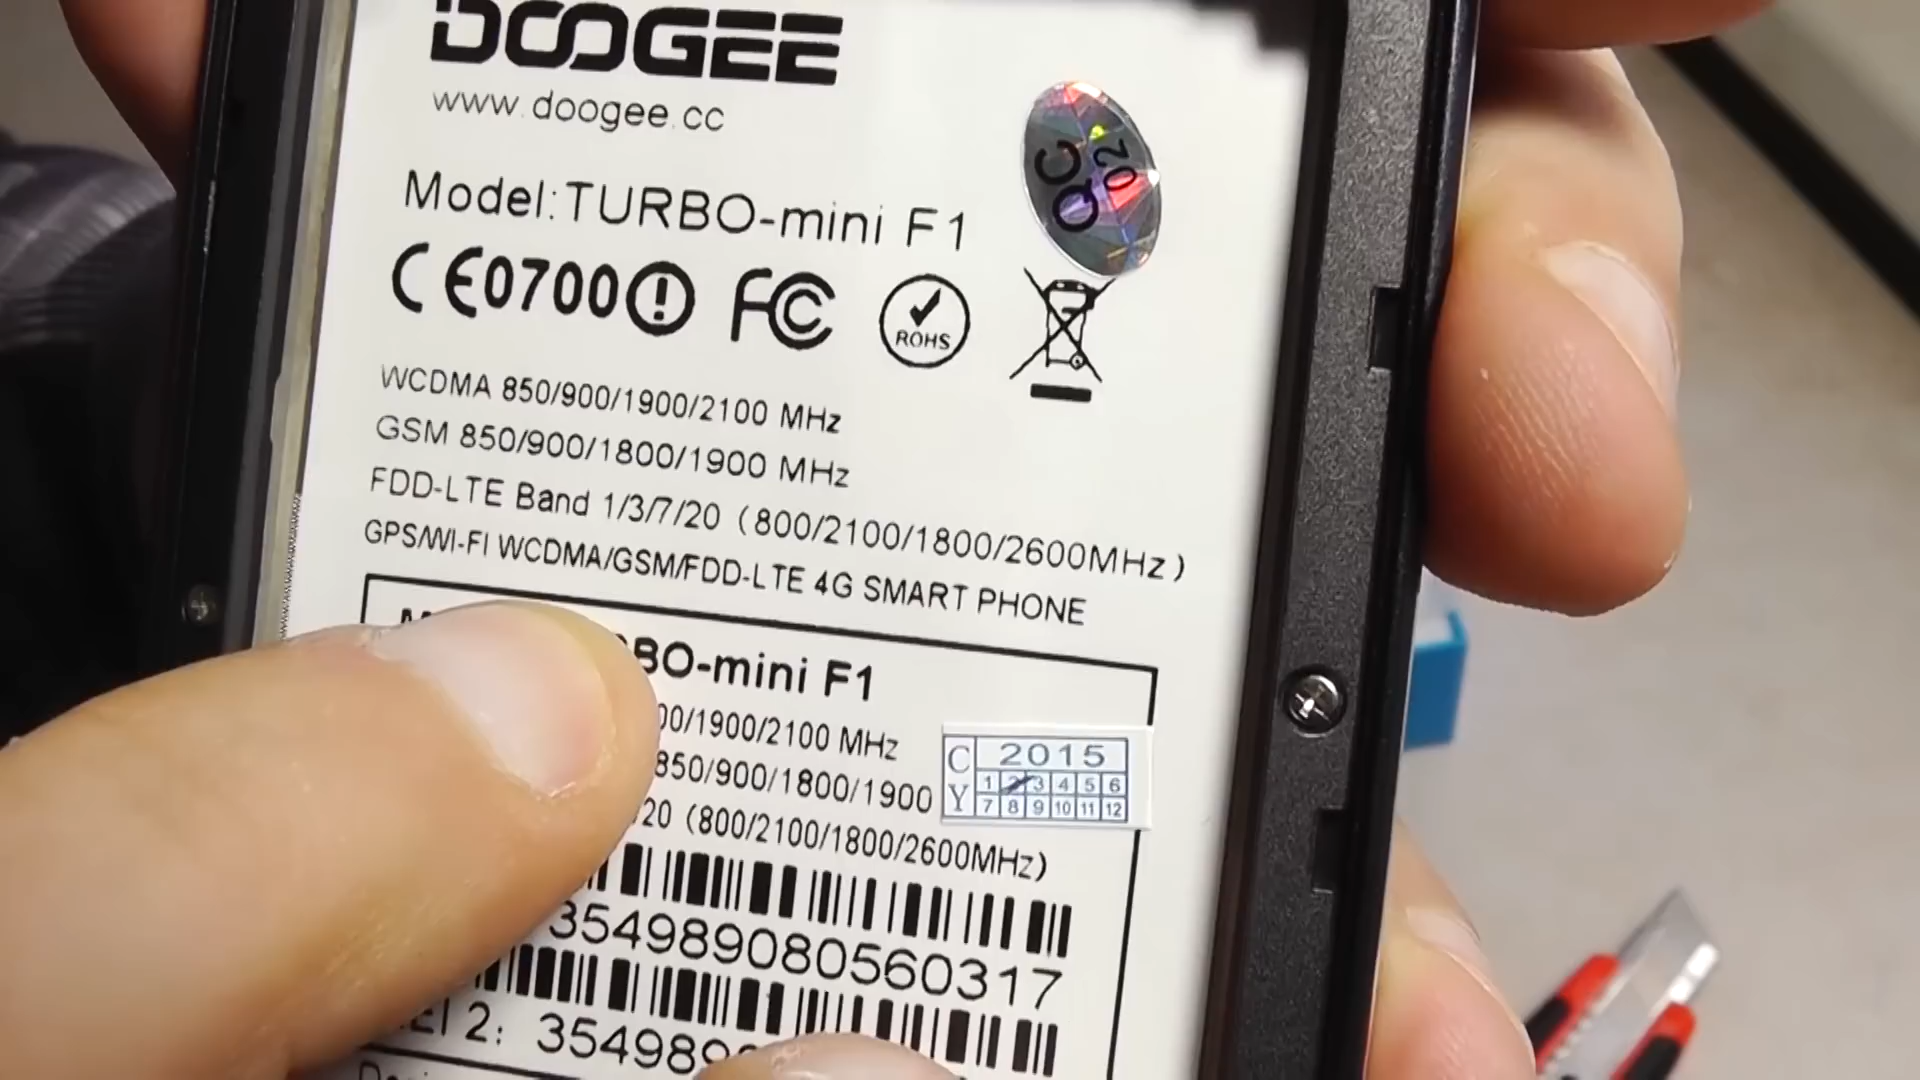 DOOGEE
www.doogee.cc
QC
02
Model:TURBO-mini F1
CE0700
FC
ROHS
WCDMA 850/900/1900/2100 MHz
GSM 850/900/1800/1900 MHz
FDD-LTE Band 1/3/7/20 (800/2100/1800/2600MHz)
GPS/WI-FI WCDMA/GSM/FDD-LTE 4G SMART PHONE
BO-mini F1
00/1900/2100 MHz
850/900/1800/1900
/20 (800/2100/1800/2600MHz)
CY 2015
1 2 3 4 5 6
7 8 9 10 11 12
354989080560317
EI 2: 354989